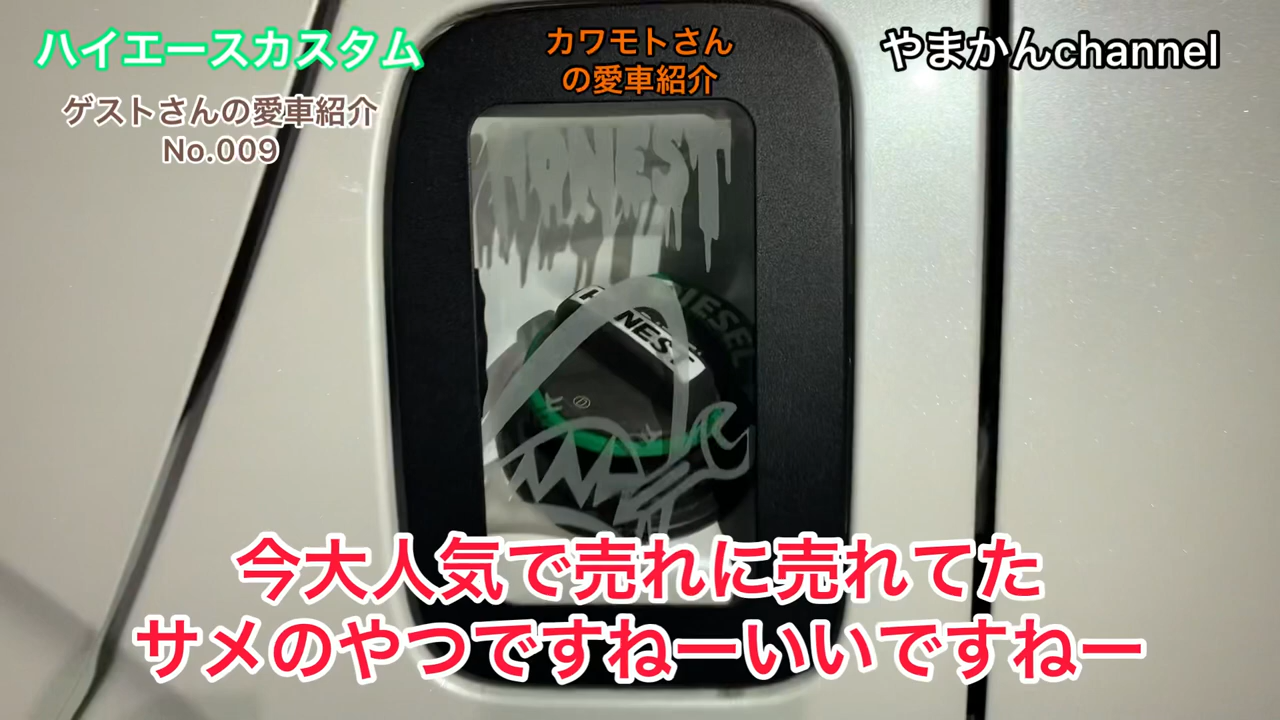 ハイエースカスタム
ゲストさんの愛車紹介
No.009
カワモトさん
の愛車紹介
やまかんchannel
HONEST
HONEST
DIESEL
今大人気で売れに売れてた
サメのやつですねーいいですねー